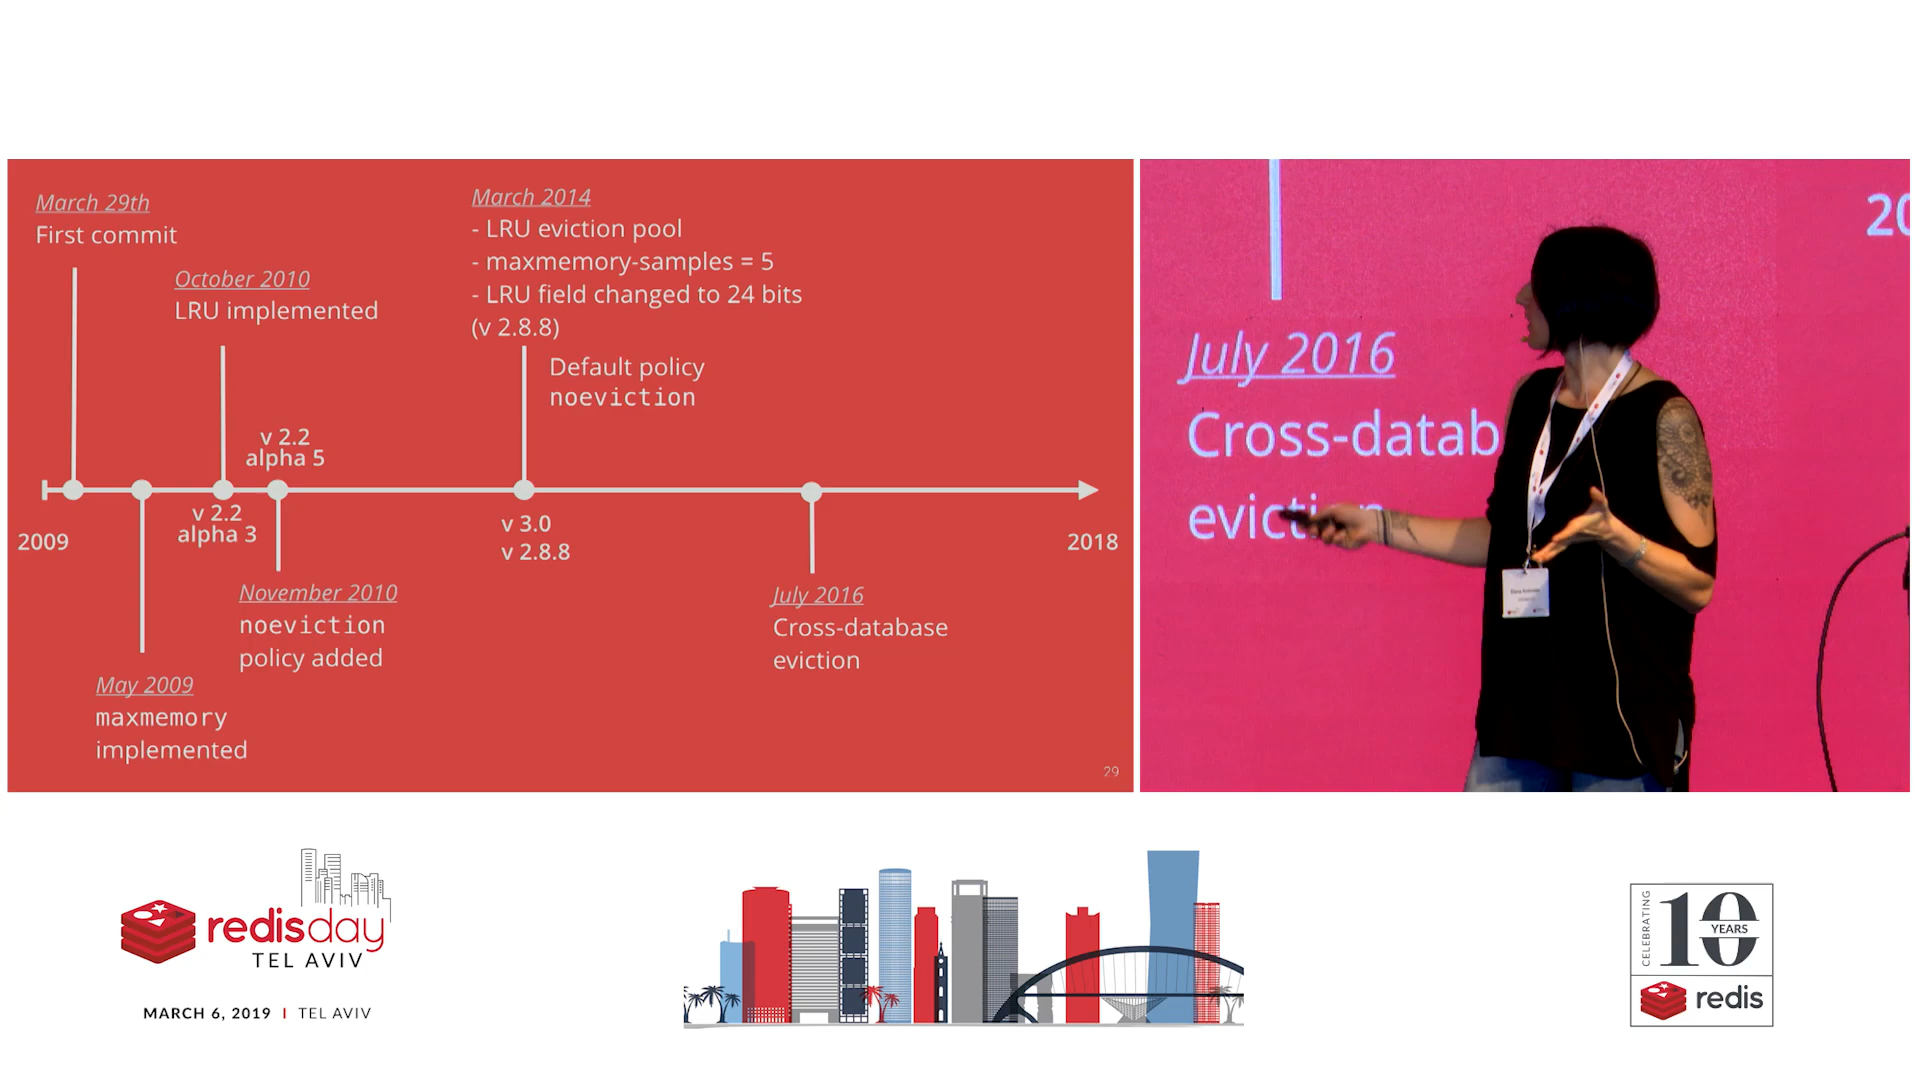 March 29th
First commit
October 2010
LRU implemented
March 2014
- LRU eviction pool
- maxmemory-samples = 5
- LRU field changed to 24 bits
(v 2.8.8)
Default policy
noeviction
v 2.2
alpha 5
v 2.2
alpha 3
v 3.0
v 2.8.8
2009
2018
November 2010
noeviction
policy added
July 2016
Cross-database
eviction
May 2009
maxmemory
implemented
29
20
July 2016
Cross-datab
evicti n
redisday
TEL AVIV
MARCH 6, 2019 | TEL AVIV
CELEBRATING
10
YEARS
redis